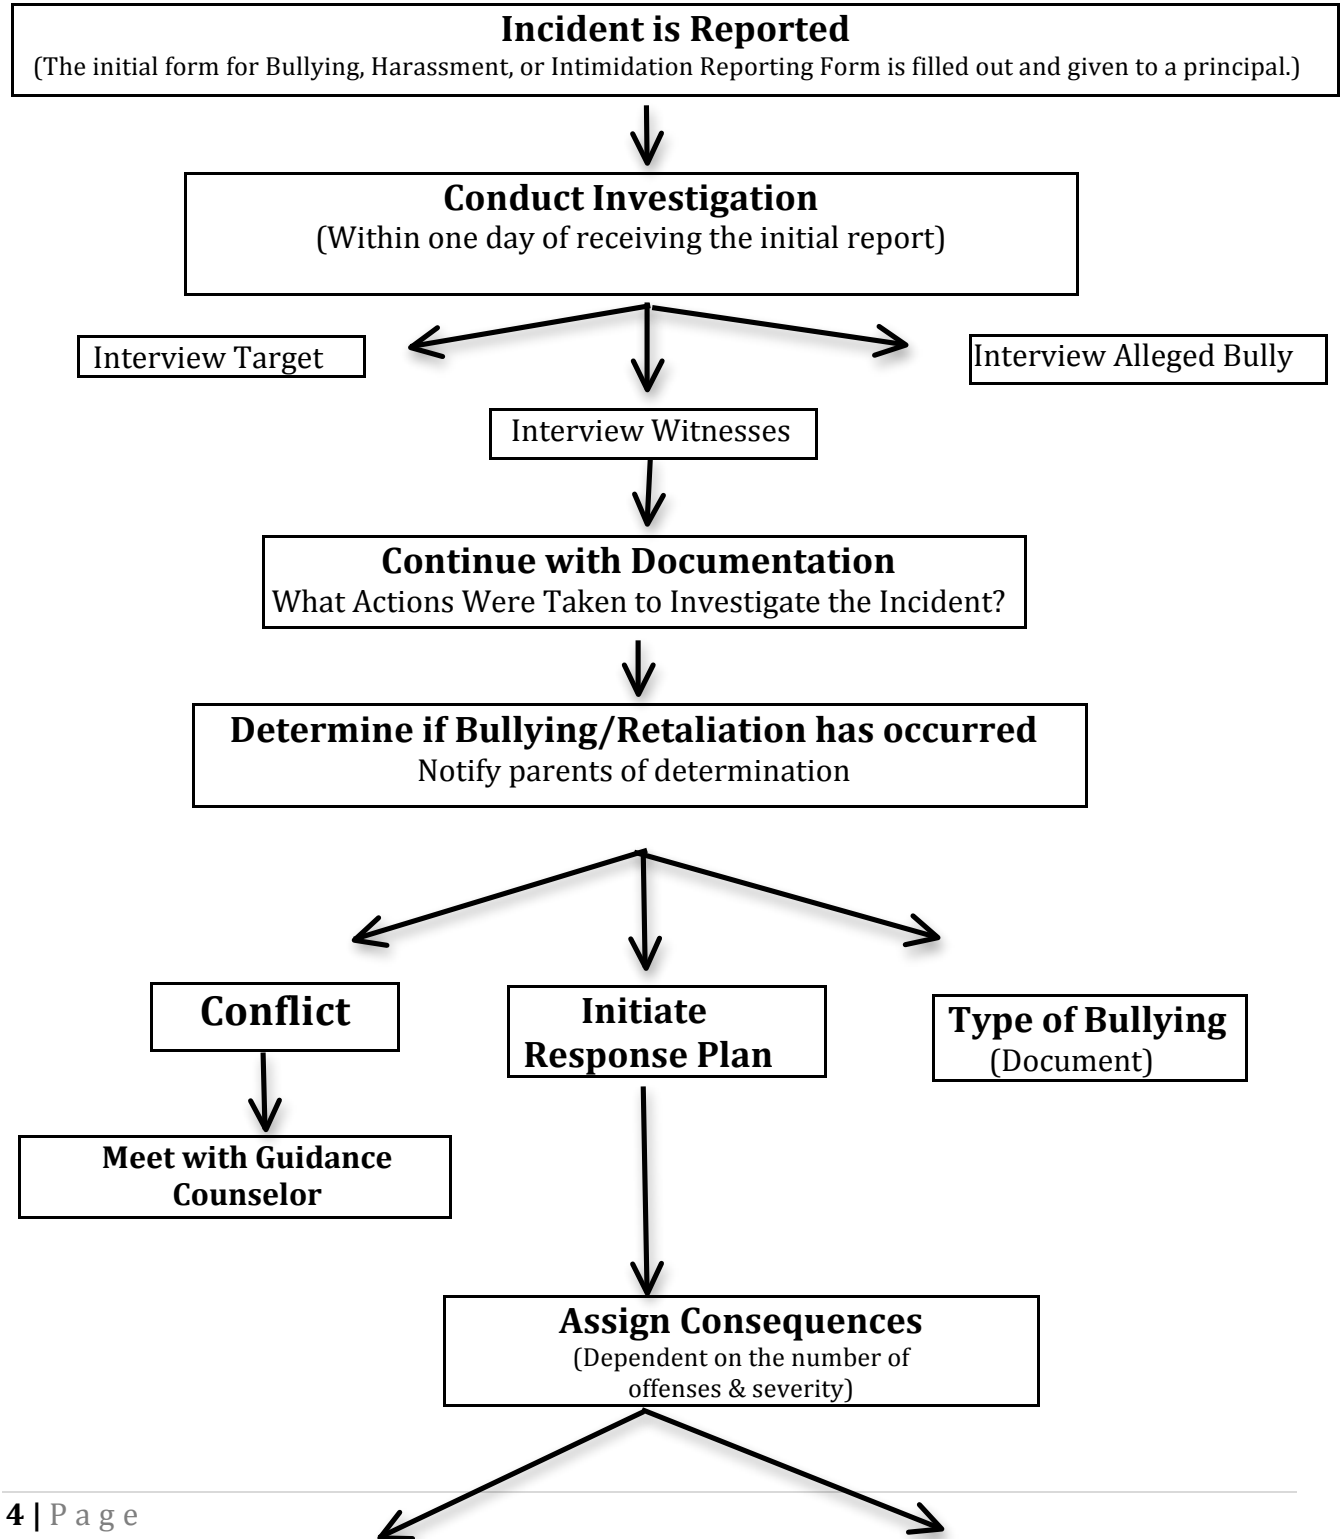 Incident is Reported
(The initial form for Bullying, Harassment, or Intimidation Reporting Form is filled out and given to a principal.)
Conduct Investigation
(Within one day of receiving the initial report)
Interview Target
Interview Alleged Bully
Interview Witnesses
Continue with Documentation
What Actions Were Taken to Investigate the Incident?
Determine if Bullying/Retaliation has occurred
Notify parents of determination
Conflict
Initiate
Response Plan
Type of Bullying
(Document)
Meet with Guidance
Counselor
Assign Consequences
(Dependent on the number of
offenses & severity)
4 | Page